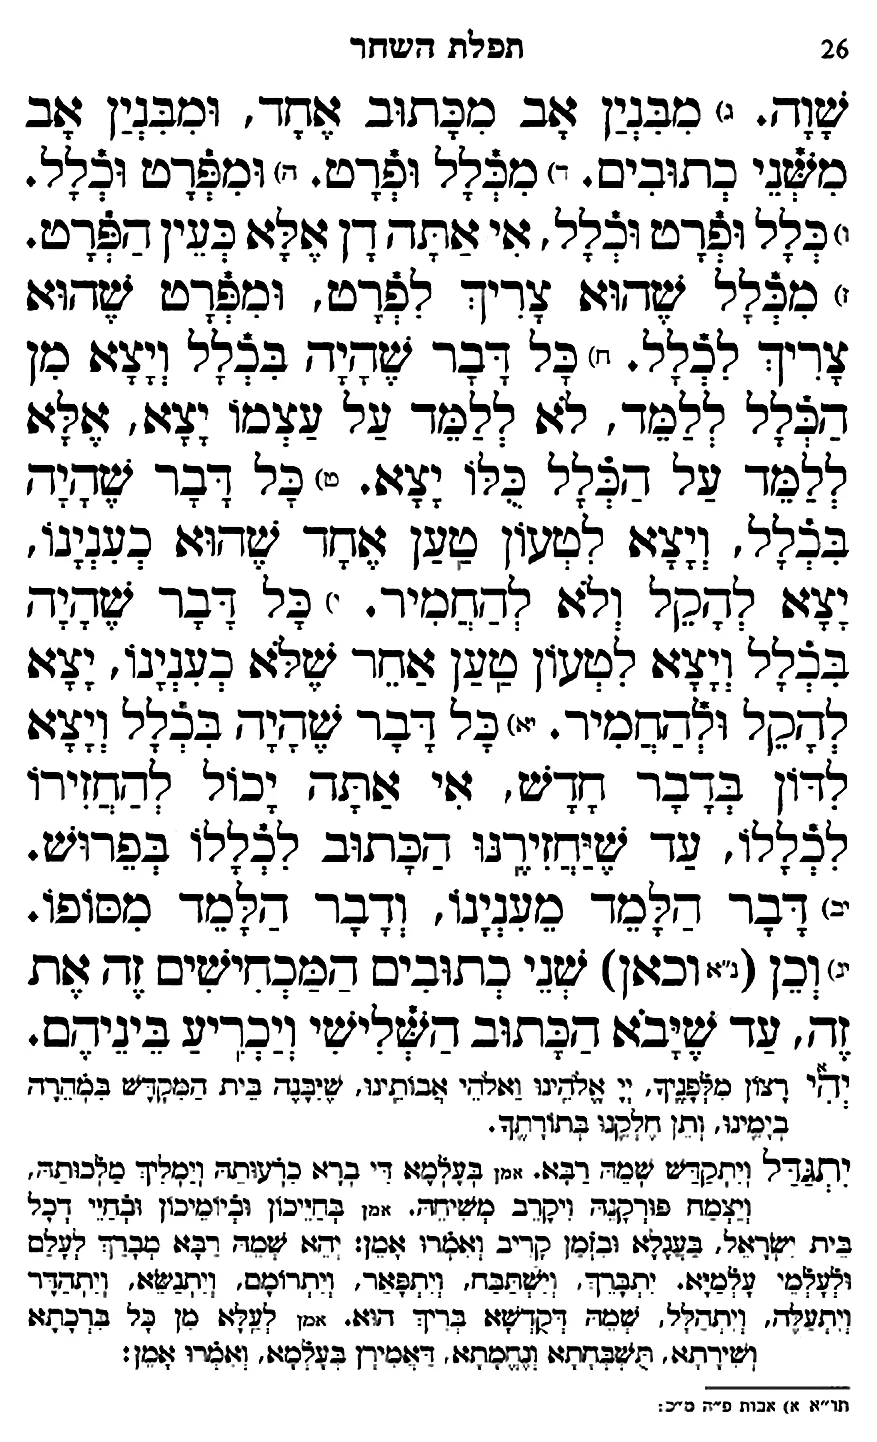 26 תפלת השחר
שָׁוָה. ג) מִבִּנְיַן אָב מִכָּתוּב אֶחָד, וּמִבִּנְיַן אָב
מִשְּׁנֵי כְתוּבִים. ד) מִכְּלָל וּפְרָט. ה) וּמִפְּרָט וּכְלָל.
ו) כְּלָל וּפְרָט וּכְלָל, אִי אַתָּה דָן אֶלָּא כְּעֵין הַפְּרָט.
ז) מִכְּלָל שֶׁהוּא צָרִיךְ לִפְרָט, וּמִפְּרָט שֶׁהוּא
צָרִיךְ לִכְלָל. ח) כָּל דָּבָר שֶׁהָיָה בִּכְלָל וְיָצָא מִן
הַכְּלָל לְלַמֵּד, לֹא לְלַמֵּד עַל עַצְמוֹ יָצָא, אֶלָּא
לְלַמֵּד עַל הַכְּלָל כֻּלּוֹ יָצָא. ט) כָּל דָּבָר שֶׁהָיָה
בִּכְלָל, וְיָצָא לִטְעוֹן טַעַן אֶחָד שֶׁהוּא כְעִנְיָנוֹ,
יָצָא לְהָקֵל וְלֹא לְהַחֲמִיר. י) כָּל דָּבָר שֶׁהָיָה
בִּכְלָל וְיָצָא לִטְעוֹן טַעַן אַחֵר שֶׁלֹּא כְעִנְיָנוֹ, יָצָא
לְהָקֵל וּלְהַחֲמִיר. יא) כָּל דָּבָר שֶׁהָיָה בִּכְלָל וְיָצָא
לִדּוֹן בְּדָבָר חָדָשׁ, אִי אַתָּה יָכוֹל לְהַחֲזִירוֹ
לִכְלָלוֹ, עַד שֶׁיַּחֲזִירֶנּוּ הַכָּתוּב לִכְלָלוֹ בְּפֵרוּשׁ.
יב) דָּבָר הַלָּמֵד מֵעִנְיָנוֹ, וְדָבָר הַלָּמֵד מִסּוֹפוֹ.
יג) וְכֵן (נ״א וכאן) שְׁנֵי כְתוּבִים הַמַּכְחִישִׁים זֶה אֶת
זֶה, עַד שֶׁיָּבֹא הַכָּתוּב הַשְּׁלִישִׁי וְיַכְרִיעַ בֵּינֵיהֶם.
יְהִי רָצוֹן מִלְּפָנֶיךָ, יְיָ אֱלֹהֵינוּ וֵאלֹהֵי אֲבוֹתֵינוּ, שֶׁיִּבָּנֶה בֵּית הַמִּקְדָּשׁ בִּמְהֵרָה
בְיָמֵינוּ, וְתֵן חֶלְקֵנוּ בְּתוֹרָתֶךָ.
יִתְגַּדַּל וְיִתְקַדַּשׁ שְׁמֵהּ רַבָּא. אמן בְּעָלְמָא דִּי בְרָא כִרְעוּתֵהּ וְיַמְלִיךְ מַלְכוּתֵהּ,
וְיַצְמַח פּוּרְקָנֵהּ וִיקָרֵב מְשִׁיחֵהּ. אמן בְּחַיֵּיכוֹן וּבְיוֹמֵיכוֹן וּבְחַיֵּי דְכָל
בֵּית יִשְׂרָאֵל, בַּעֲגָלָא וּבִזְמַן קָרִיב וְאִמְרוּ אָמֵן: יְהֵא שְׁמֵהּ רַבָּא מְבָרַךְ לְעָלַם
וּלְעָלְמֵי עָלְמַיָּא. יִתְבָּרֵךְ, וְיִשְׁתַּבַּח, וְיִתְפָּאַר, וְיִתְרוֹמַם, וְיִתְנַשֵּׂא, וְיִתְהַדָּר
וְיִתְעַלֶּה, וְיִתְהַלָּל, שְׁמֵהּ דְּקֻדְשָׁא בְּרִיךְ הוּא. אמן לְעֵלָּא מִן כָּל בִּרְכָתָא
וְשִׁירָתָא, תֻּשְׁבְּחָתָא וְנֶחֱמָתָא, דַּאֲמִירָן בְּעָלְמָא, וְאִמְרוּ אָמֵן:
תו״א א) אבות פ״ה מ״כ: